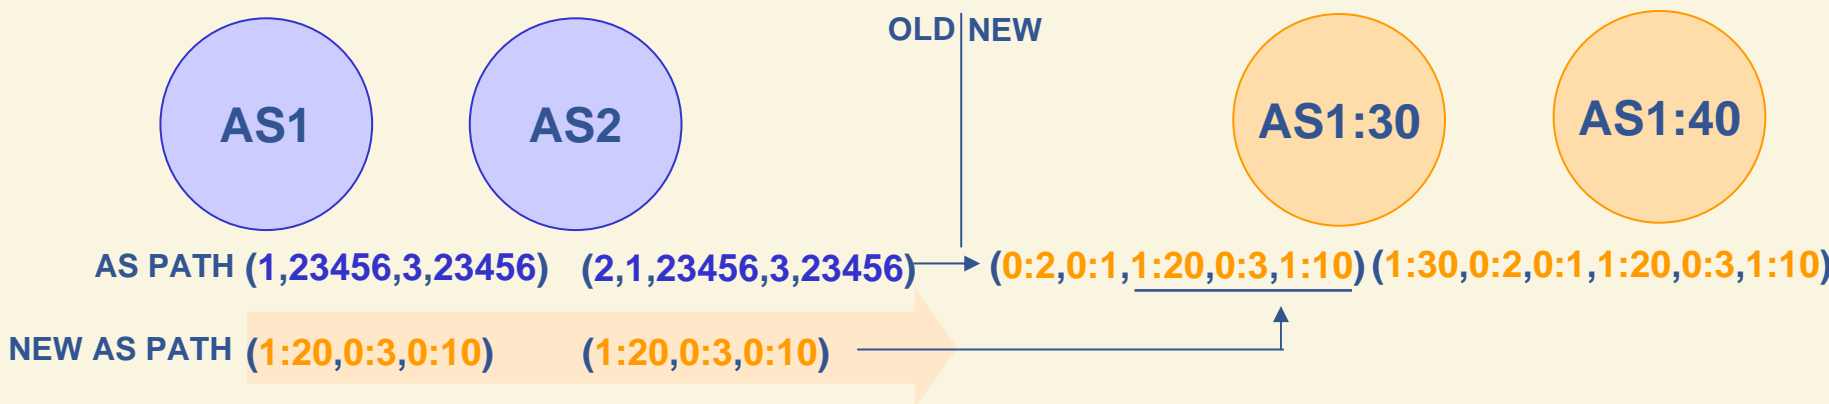 OLD NEW
AS1 AS2 AS1:30 AS1:40
AS PATH (1,23456,3,23456) (2,1,23456,3,23456) (0:2,0:1,1:20,0:3,1:10) (1:30,0:2,0:1,1:20,0:3,1:10)
NEW AS PATH (1:20,0:3,0:10) (1:20,0:3,0:10)